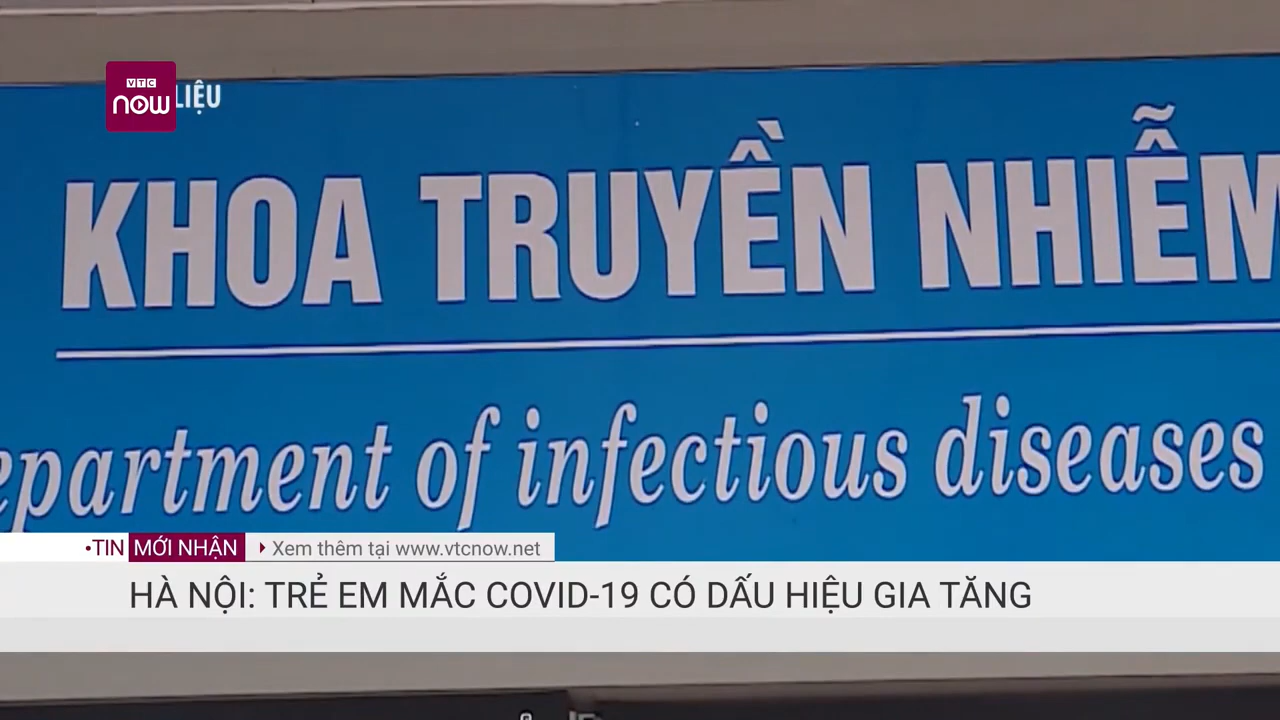 VTC
now
LIỆU
KHOA TRUYỀN NHIỄM
epartment of infectious diseases
•TIN MỚI NHẬN
Xem thêm tại www.vtcnow.net
HÀ NỘI: TRẺ EM MẮC COVID-19 CÓ DẤU HIỆU GIA TĂNG